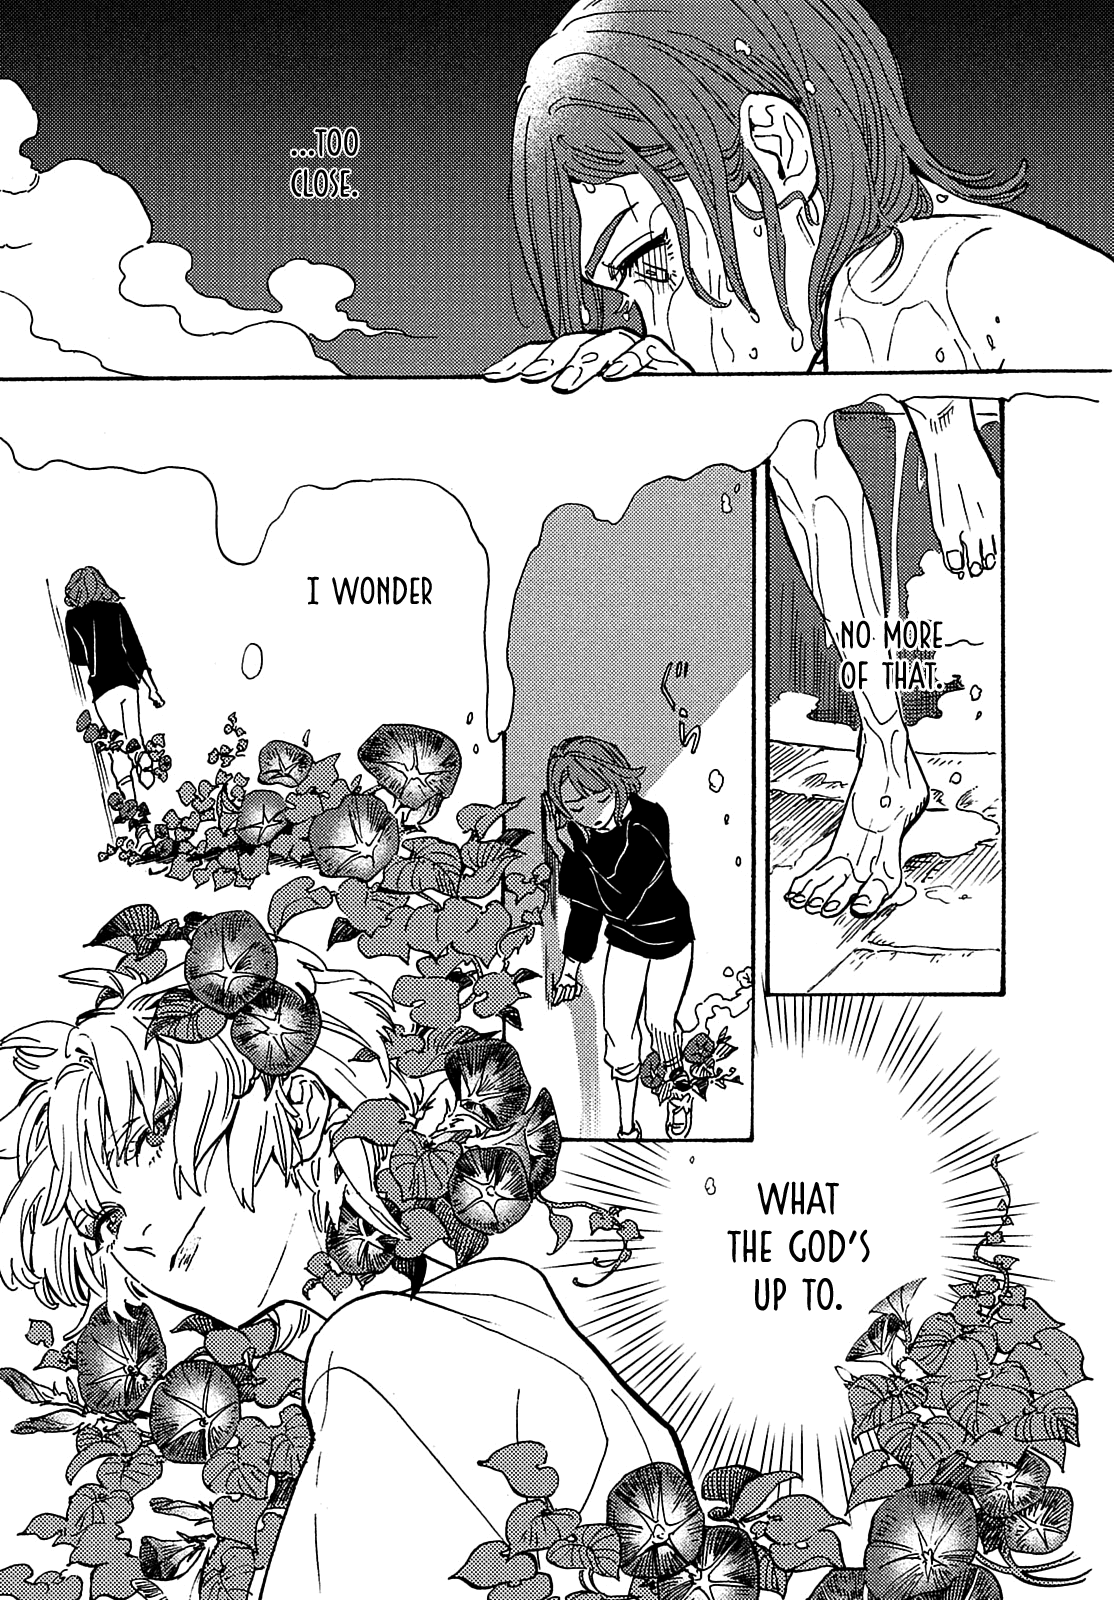 ...TOO
CLOSE.
NO MORE
OF THAT.
I WONDER
WHAT
THE GOD'S
UP TO.